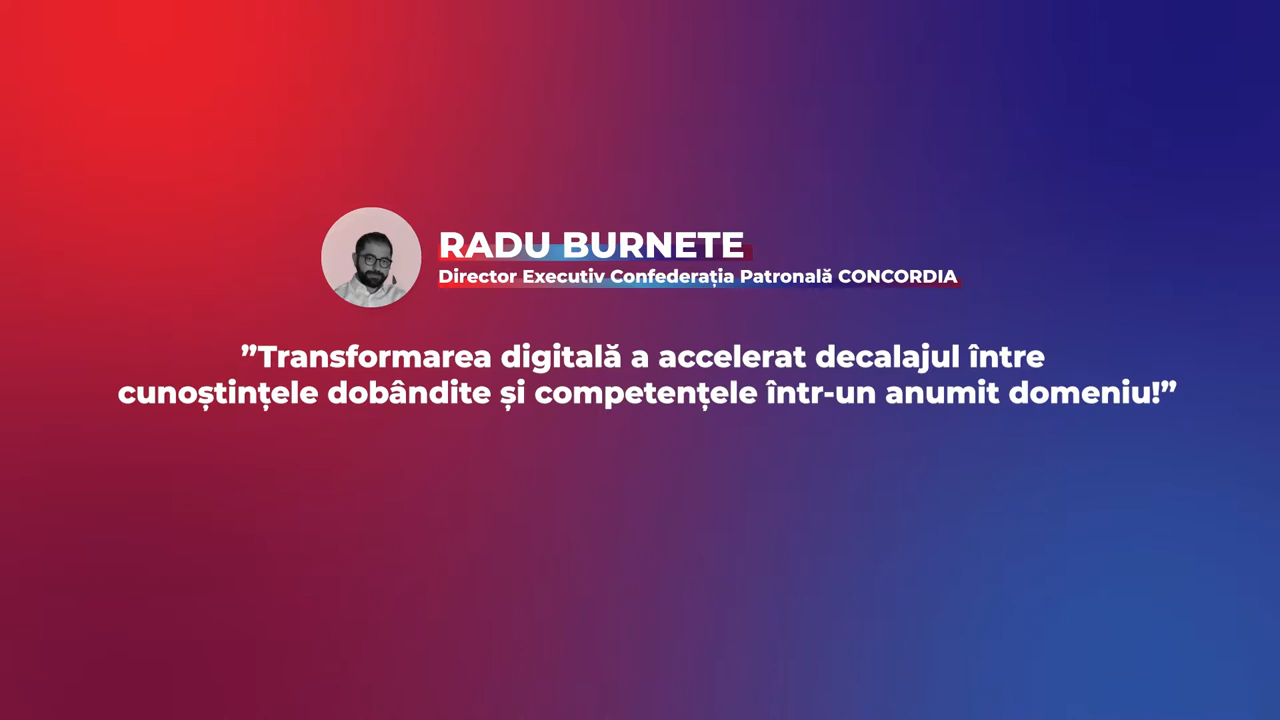 RADU BURNETE
Director Executiv Confederația Patronală CONCORDIA
”Transformarea digitală a accelerat decalajul între
cunoștințele dobândite și competențele într-un anumit domeniu!”